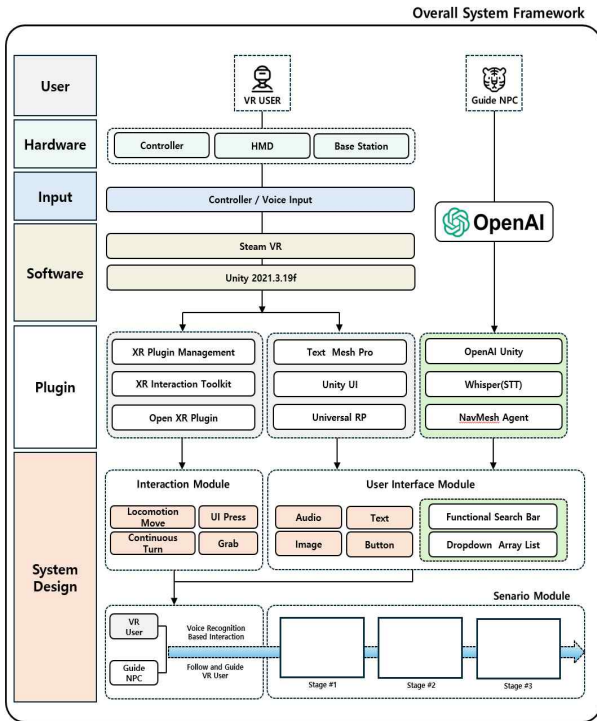 Overall System Framework
User
VR USER
Guide NPC
Hardware
Controller
HMD
Base Station
Input
Controller / Voice Input
OpenAI
Software
Steam VR
Unity 2021.3.19f
Plugin
XR Plugin Management
XR Interaction Toolkit
Open XR Plugin
Text Mesh Pro
Unity UI
Universal RP
OpenAI Unity
Whisper(STT)
NavMesh Agent
System
Design
Interaction Module
Locomotion
Move
UI Press
Continuous
Turn
Grab
User Interface Module
Audio
Text
Image
Button
Functional Search Bar
Dropdown Array List
Senario Module
VR
User
Guide
NPC
Voice Recognition
Based Interaction
Follow and Guide
VR User
Stage #1
Stage #2
Stage #3